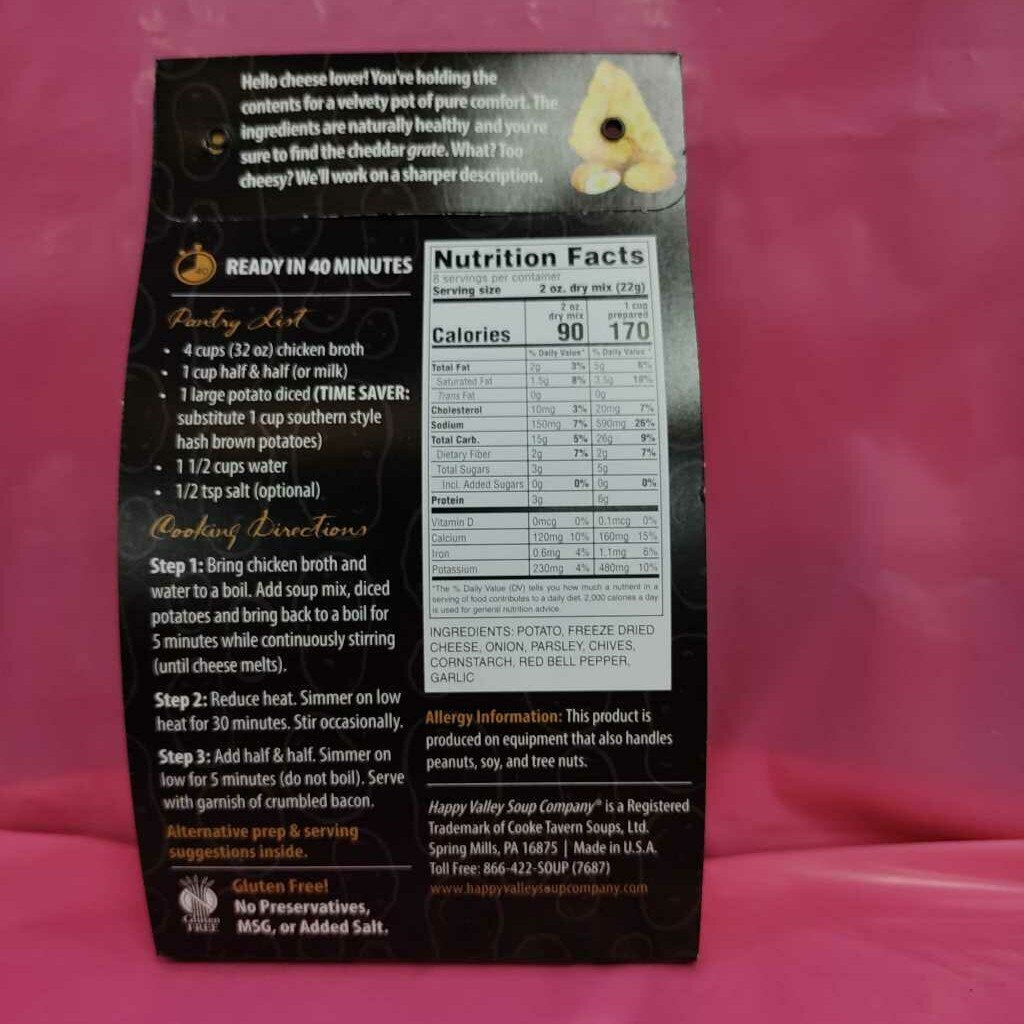 Hello cheese lover! You're holding the
contents for a velvety pot of pure comfort. The
ingredients are naturally healthy and you're
sure to find the cheddar grate. What? Too
cheesy? We'll work on a sharper description.
40
READY IN 40 MINUTES
Pantry List
• 4 cups (32 oz) chicken broth
• 1 cup half & half (or milk)
• 1 large potato diced (TIME SAVER:
substitute 1 cup southern style
hash brown potatoes)
• 1 1/2 cups water
• 1/2 tsp salt (optional)
Cooking Directions
Step 1: Bring chicken broth and
water to a boil. Add soup mix, diced
potatoes and bring back to a boil for
5 minutes while continuously stirring
(until cheese melts).
Step 2: Reduce heat. Simmer on low
heat for 30 minutes. Stir occasionally.
Step 3: Add half & half. Simmer on
low for 5 minutes (do not boil). Serve
with garnish of crumbled bacon.
Alternative prep & serving
suggestions inside.
Gluten
FREE
Gluten Free!
No Preservatives,
MSG, or Added Salt.
Nutrition Facts
8 servings per container
Serving size 2 oz. dry mix (22g)
2 oz. 1 cup
dry mix prepared
Calories 90 170
% Daily Value* % Daily Value*
Total Fat 2g 3% 5g 6%
Saturated Fat 1.5g 8% 3.5g 18%
Trans Fat 0g 0g
Cholesterol 10mg 3% 20mg 7%
Sodium 150mg 7% 590mg 26%
Total Carb. 15g 5% 26g 9%
Dietary Fiber 2g 7% 2g 7%
Total Sugars 3g 5g
Incl. Added Sugars 0g 0% 0g 0%
Protein 3g 6g
Vitamin D 0mcg 0% 0.1mcg 0%
Calcium 120mg 10% 160mg 15%
Iron 0.6mg 4% 1.1mg 6%
Potassium 230mg 4% 480mg 10%
*The % Daily Value (DV) tells you how much a nutrient in a
serving of food contributes to a daily diet. 2,000 calories a day
is used for general nutrition advice.
INGREDIENTS: POTATO, FREEZE DRIED
CHEESE, ONION, PARSLEY, CHIVES,
CORNSTARCH, RED BELL PEPPER,
GARLIC
Allergy Information: This product is
produced on equipment that also handles
peanuts, soy, and tree nuts.
Happy Valley Soup Company® is a Registered
Trademark of Cooke Tavern Soups, Ltd.
Spring Mills, PA 16875 | Made in U.S.A.
Toll Free: 866-422-SOUP (7687)
www.happyvalleysoupcompany.com